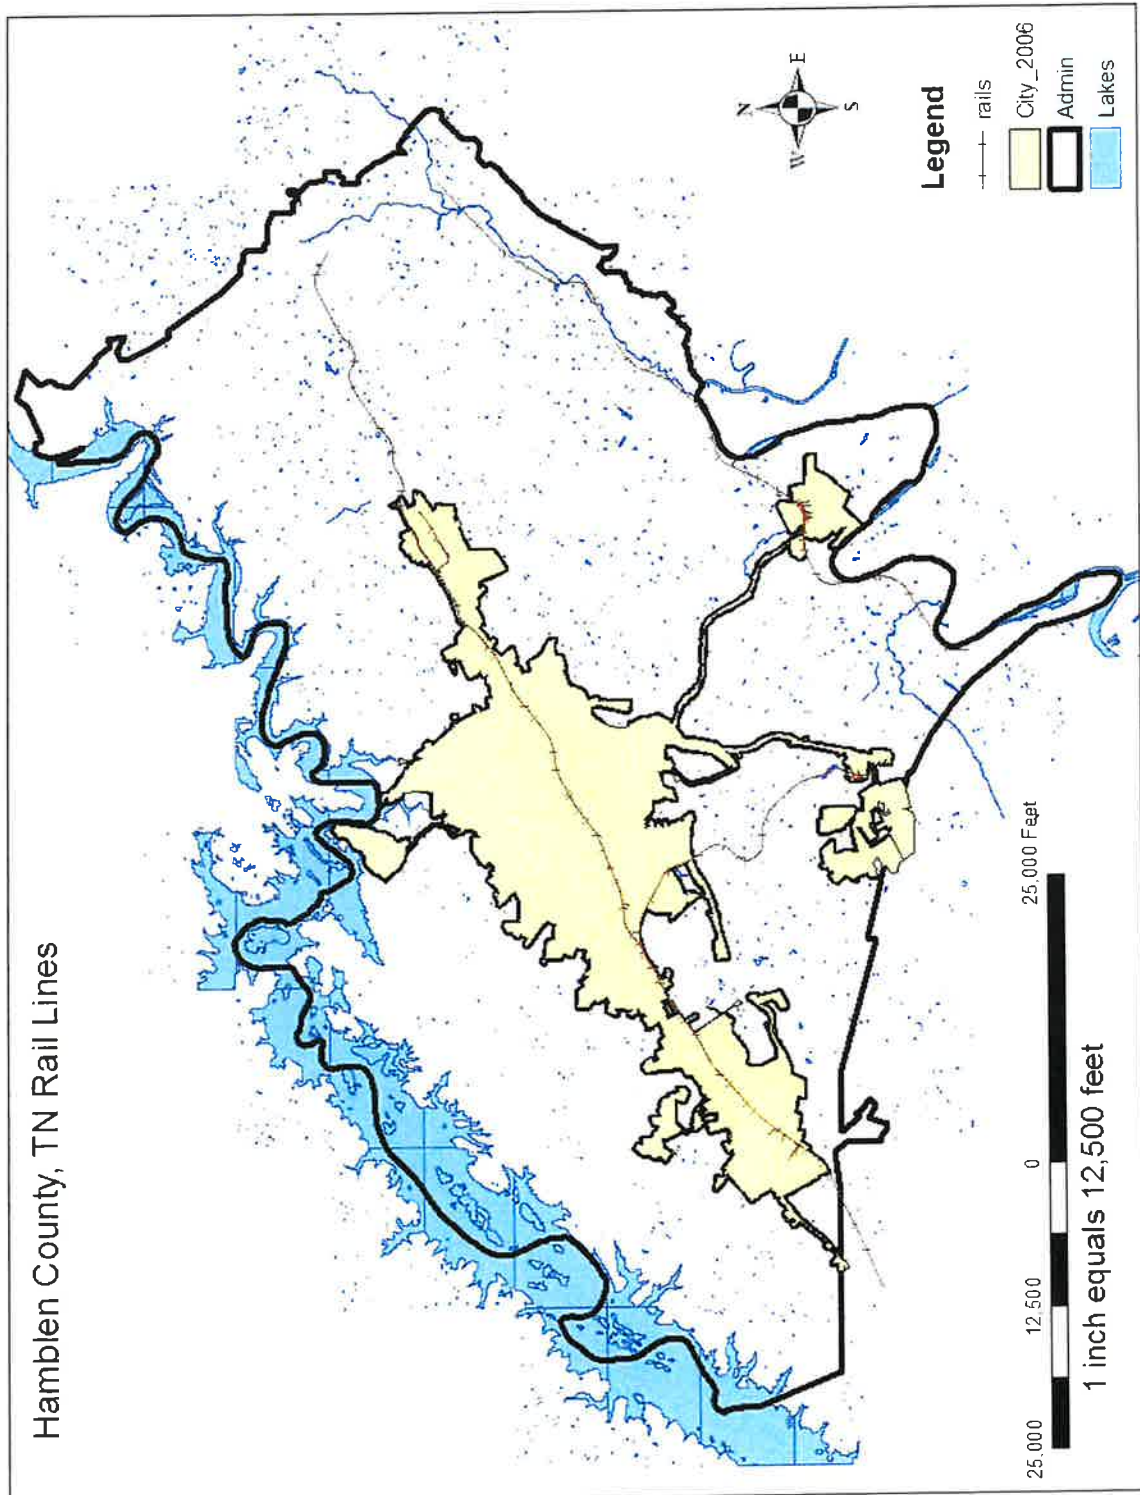 Hamblen County, TN Rail Lines
N
W E
S
Legend
rails
City_2006
Admin
Lakes
25,000 12,500 0 25,000 Feet
1 inch equals 12,500 feet